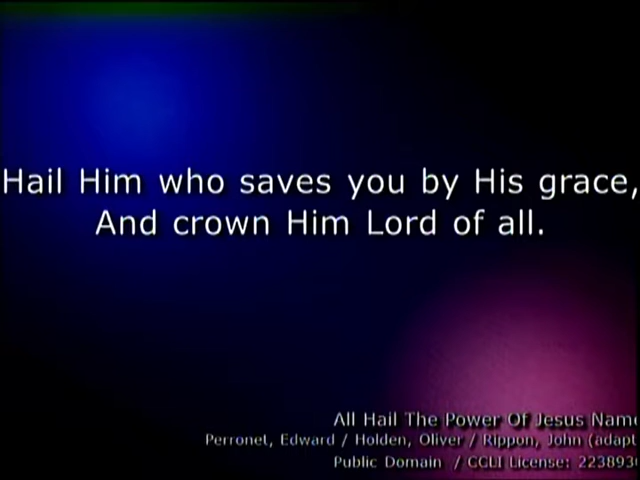 Hail Him who saves you by His grace,
And crown Him Lord of all.
All Hail The Power Of Jesus Name
Perronet, Edward / Holden, Oliver / Rippon, John (adapt
Public Domain / CCLI License: 223893